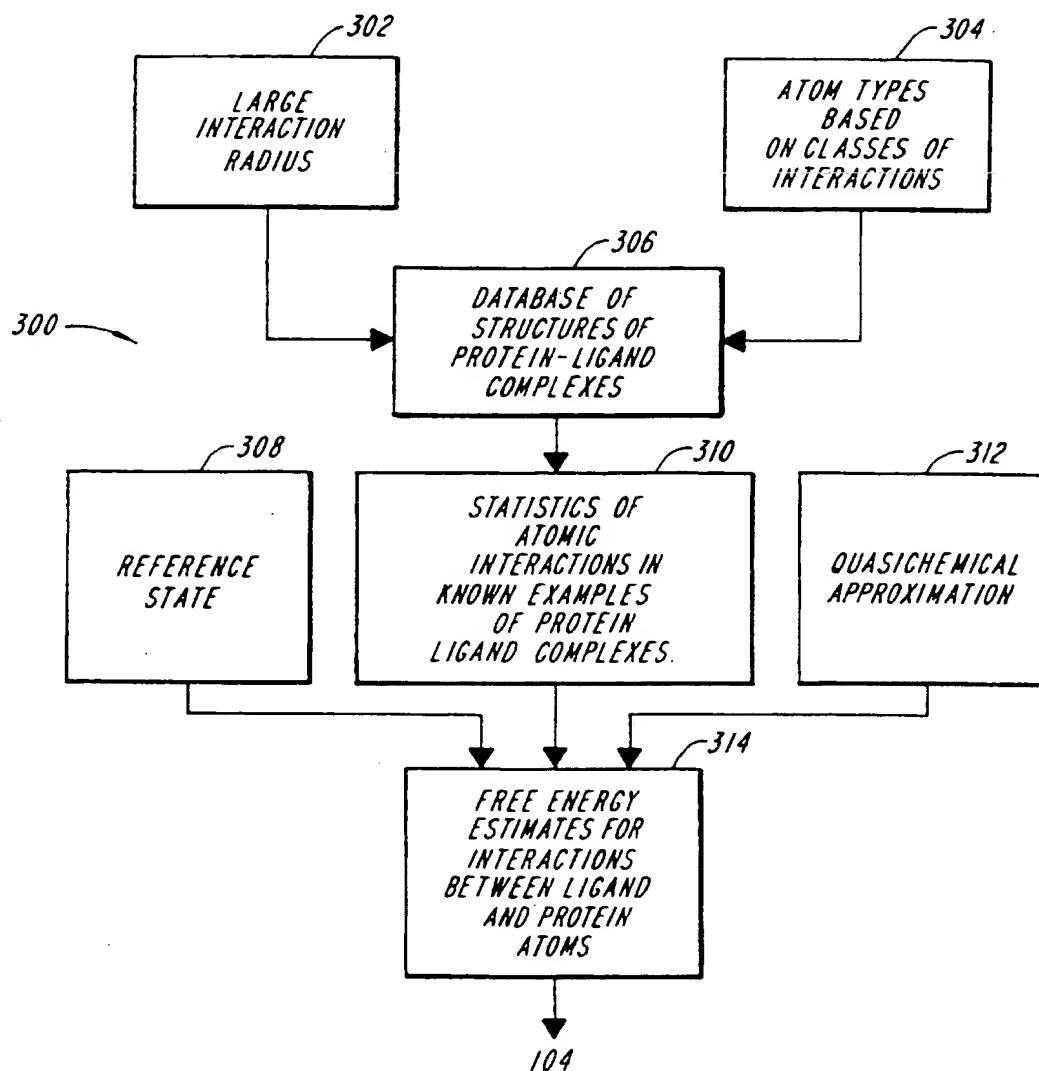 302
LARGE
INTERACTION
RADIUS
304
ATOM TYPES
BASED
ON CLASSES OF
INTERACTIONS
306
DATABASE OF
STRUCTURES OF
PROTEIN-LIGAND
COMPLEXES
300
308
REFERENCE
STATE
310
STATISTICS OF
ATOMIC
INTERACTIONS IN
KNOWN EXAMPLES
OF PROTEIN
LIGAND COMPLEXES.
312
QUASICHEMICAL
APPROXIMATION
314
FREE ENERGY
ESTIMATES FOR
INTERACTIONS
BETWEEN LIGAND
AND PROTEIN
ATOMS
104